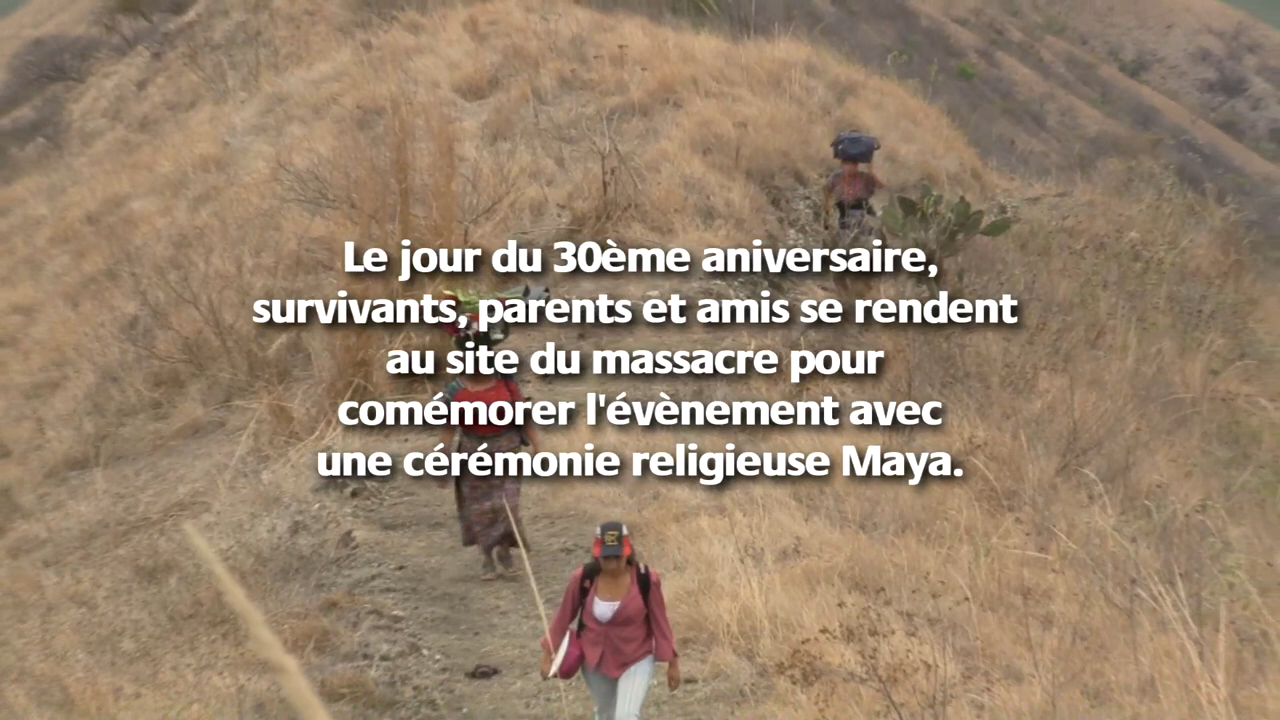 Le jour du 30ème aniversaire,
survivants, parents et amis se rendent
au site du massacre pour
comémorer l'évènement avec
une cérémonie religieuse Maya.